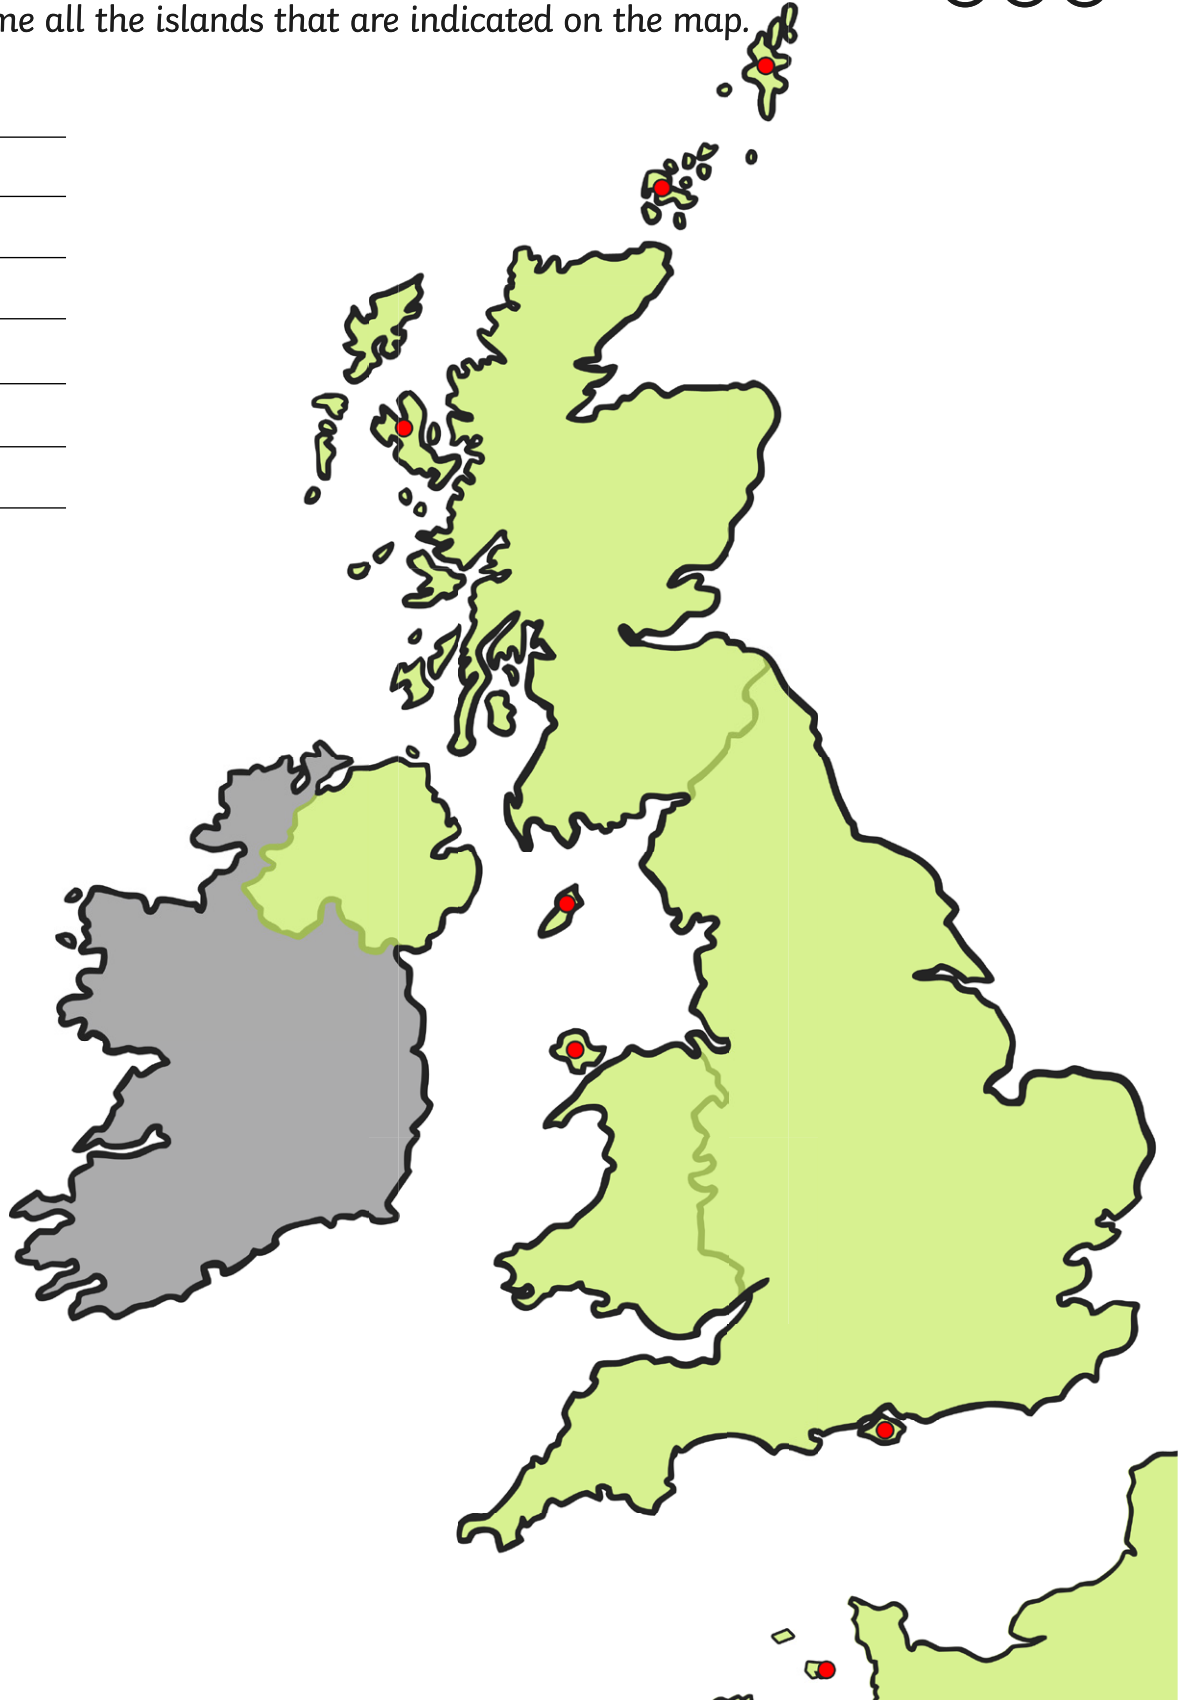 me all the islands that are indicated on the map.